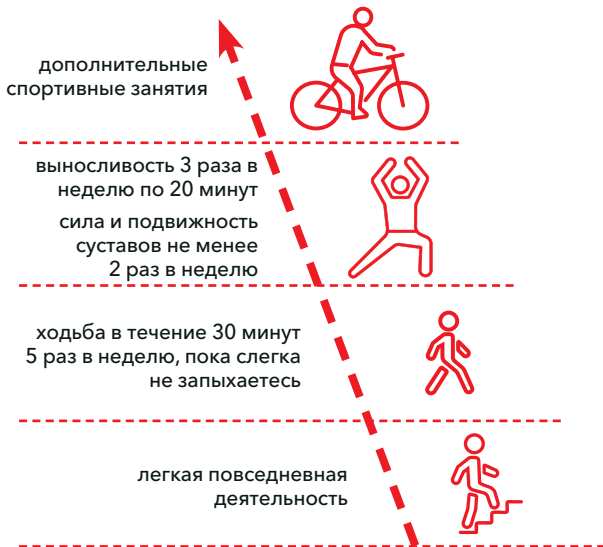 дополнительные
спортивные занятия
выносливость 3 раза в
неделю по 20 минут
сила и подвижность
суставов не менее
2 раз в неделю
ходьба в течение 30 минут
5 раз в неделю, пока слегка
не запыхаетесь
легкая повседневная
деятельность